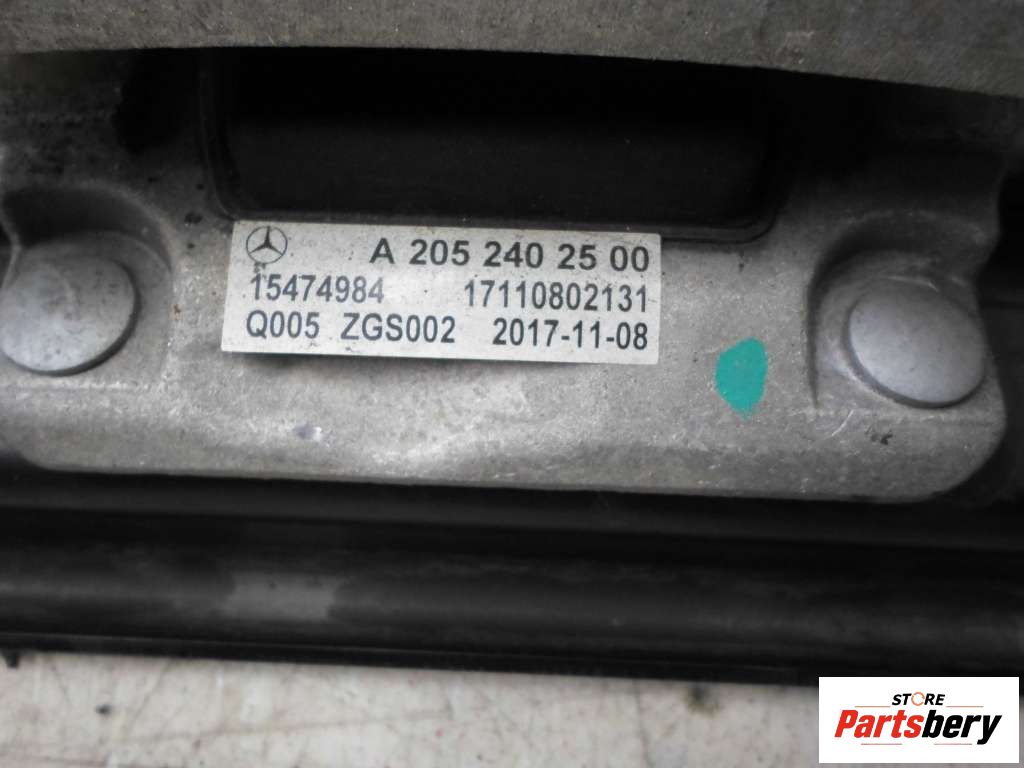 A 205 240 25 00
15474984 17110802131
Q005 ZGS002 2017-11-08
STORE
Partsbery